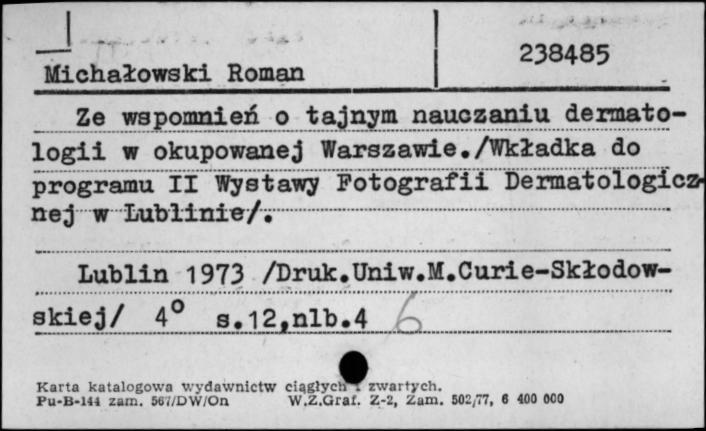 238485
Michałowski Roman
Ze wspomnień o tajnym nauczaniu dermato-
logii w okupowanej Warszawie./Wkładka do
programu II Wystawy Fotografii Dermatologicz-
nej w Lublinie/.
Lublin 1973 /Druk.Uniw.M.Curie-Skłodow-
skiej/ 4° s.12,nlb.4 6
Karta katalogowa wydawnictw ciągłych i zwartych.
Pu-B-144 zam. 567/DW/On W.Z.Graf. Z-2, Zam. 502/77, 6 400 000